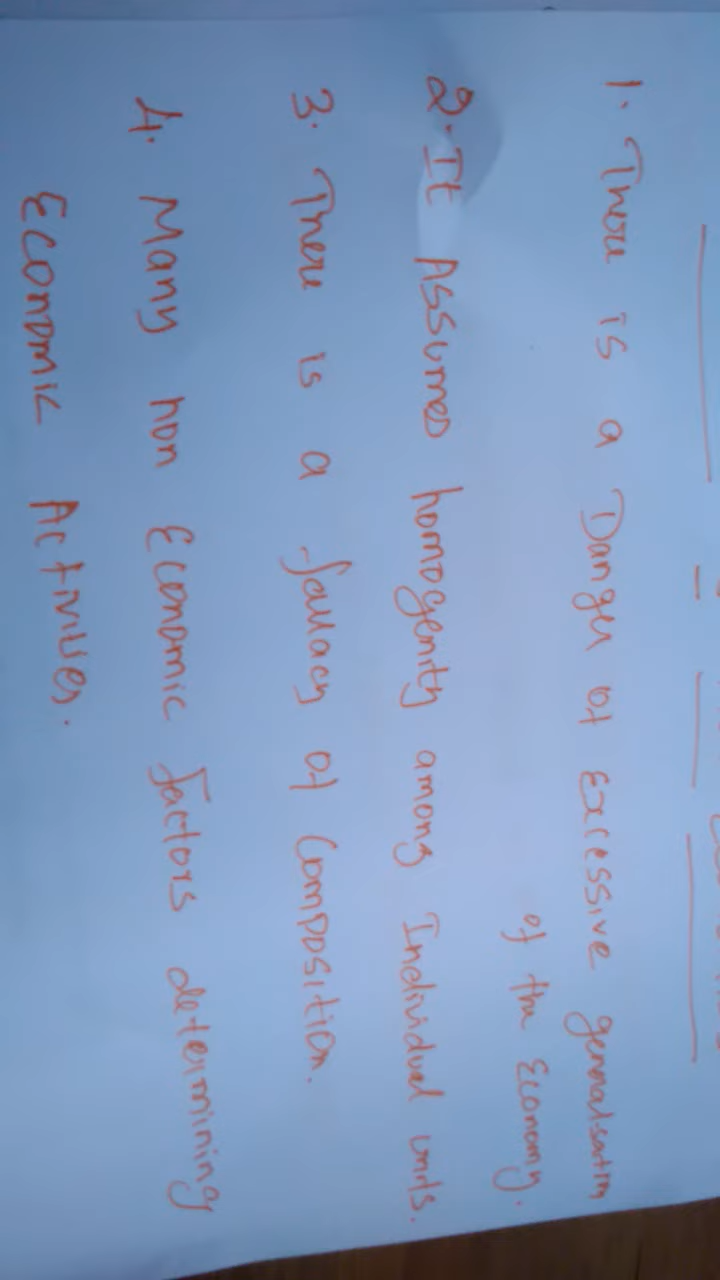 1. There is a Danger of Excessive generalisation
of the Economy.
2. It Assumes homogenity among Individual units.
3. There is a fallacy of Composition.
4. Many non Economic factors determining
Economic Activities.